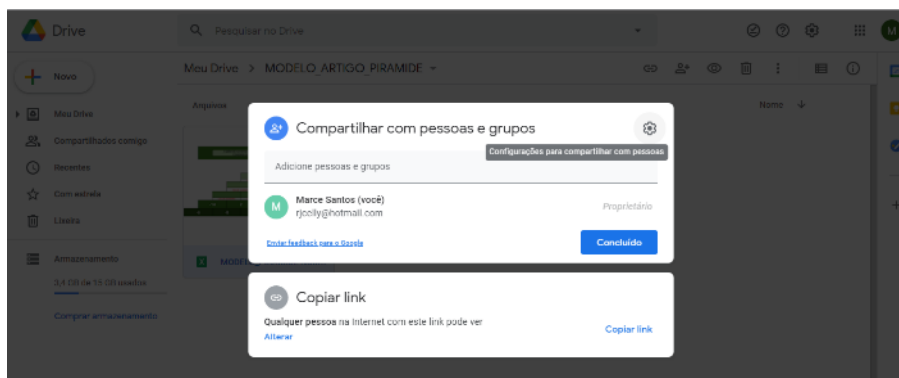 Drive
Pesquisar no Drive
M
Novo
Meu Drive > MODELO_ARTIGO_PIRAMIDE
Meu Drive
Compartilhados comigo
Recentes
Com estrela
Lixeira
Armazenamento
3,4 GB de 15 GB usados
Comprar armazenamento
Arquivos
Nome
X MODELO
Compartilhar com pessoas e grupos
Configurações para compartilhar com pessoas
Adicione pessoas e grupos
M
Marce Santos (você)
rjcelly@hotmail.com
Proprietário
Enviar feedback para o Google
Concluído
Copiar link
Qualquer pessoa na Internet com este link pode ver
Alterar
Copiar link